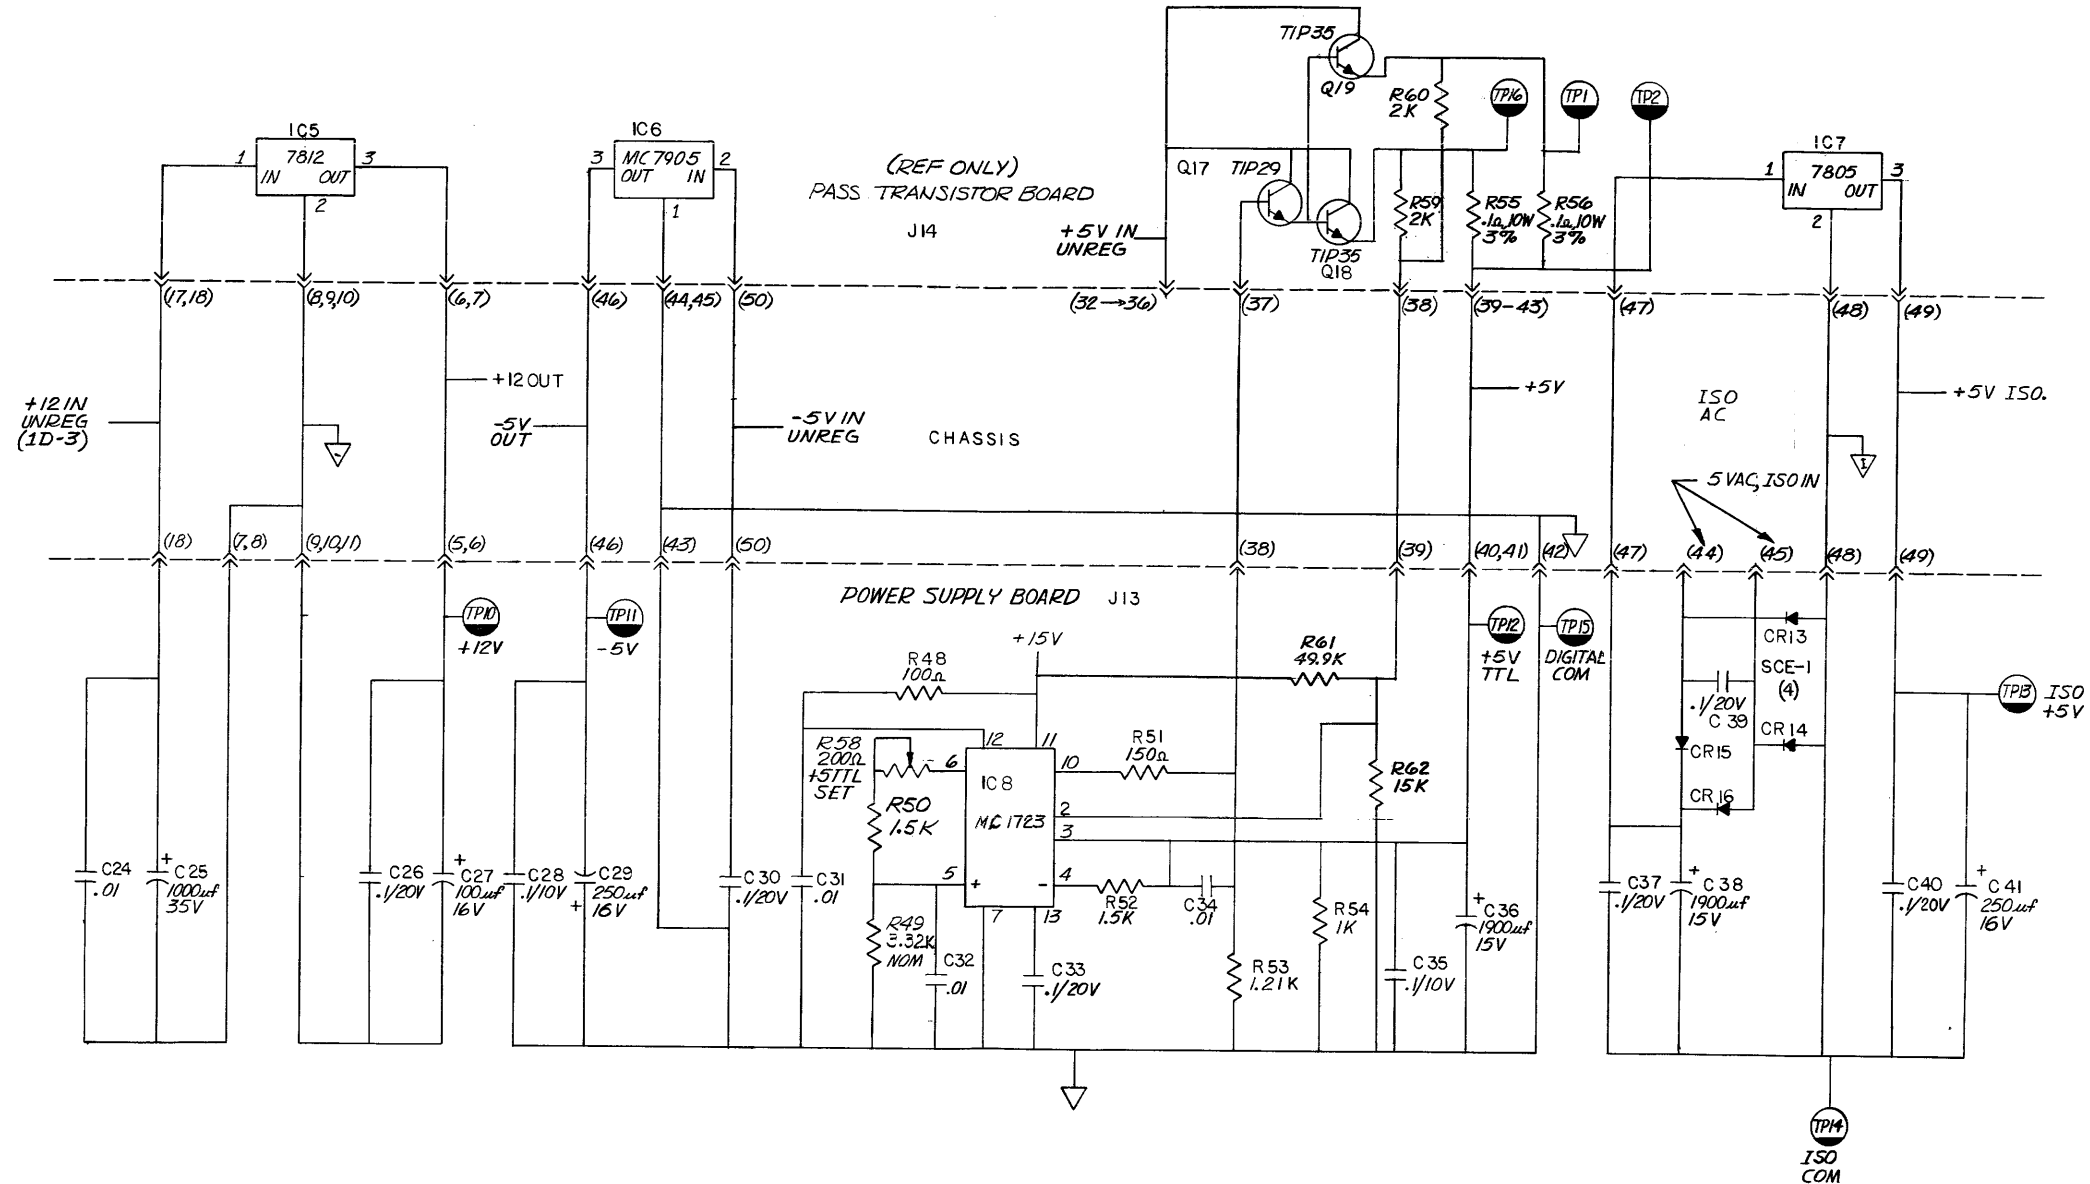 TIP35
Q19
R60
2K
TP16
TP1
TP2
IC5
1
7812
3
IN OUT
2
IC6
3
MC7905
2
OUT IN
1
(REF ONLY)
PASS TRANSISTOR BOARD
J14
+5V IN
UNREG
Q17
TIP29
TIP35
Q18
R59
2K
R55
.1Ω,10W
3%
R56
.1Ω,10W
3%
IC7
1
7805
3
IN OUT
2
(17,18)
(8,9,10)
(6,7)
(46)
(44,45)
(50)
(32→36)
(37)
(38)
(39-43)
(47)
(48)
(49)
+12IN
UNREG
(1D-3)
+12OUT
-5V
OUT
-5V IN
UNREG
CHASSIS
+5V
ISO
AC
+5V ISO.
I
5VAC, ISO IN
(18)
(7,8)
(9,10,11)
(5,6)
(46)
(43)
(50)
(38)
(39)
(40,41)
(42)
(47)
(44)
(45)
(48)
(49)
POWER SUPPLY BOARD J13
TP10
+12V
TP11
-5V
+15V
R48
100Ω
R61
49.9K
TP12
+5V
TTL
TP15
DIGITAL
COM
CR13
SCE-1
(4)
.1/20V
C39
CR14
CR15
CR16
TP13
ISO
+5V
R58
200Ω
+5TTL
SET
6
12
11
IC8
MC1723
10
2
3
5
+
-
4
7
13
R51
150Ω
R62
15K
R50
1.5K
R49
3.32K
NOM
R52
1.5K
C34
.01
R53
1.21K
R54
1K
C24
.01
+
C25
1000uf
35V
C26
.1/20V
+
C27
100uf
16V
C28
.1/10V
C29
250uf
+
16V
C30
.1/20V
C31
.01
C32
.01
C33
.1/20V
C35
.1/10V
+
C36
1900uf
15V
C37
.1/20V
+
C38
1900uf
15V
C40
.1/20V
+
C41
250uf
16V
TP14
ISO
COM